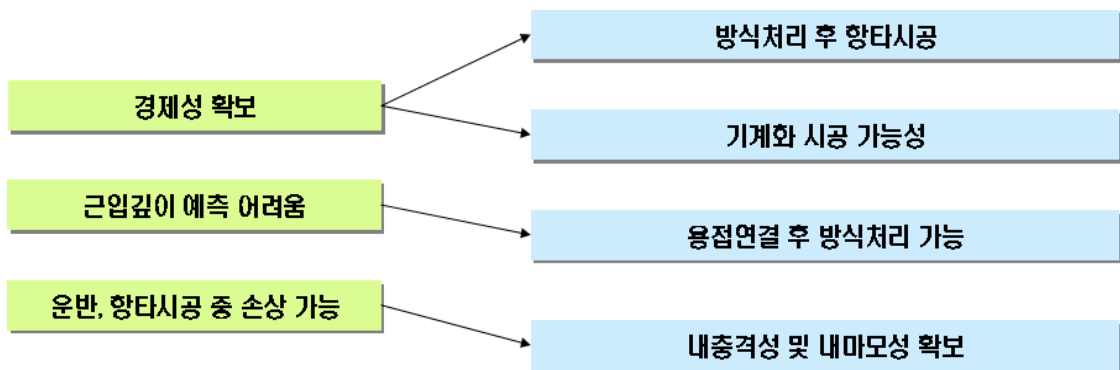 방식처리 후 항타시공
경제성 확보
기계화 시공 가능성
근입깊이 예측 어려움
용접연결 후 방식처리 가능
운반, 항타시공 중 손상 가능
내충격성 및 내마모성 확보